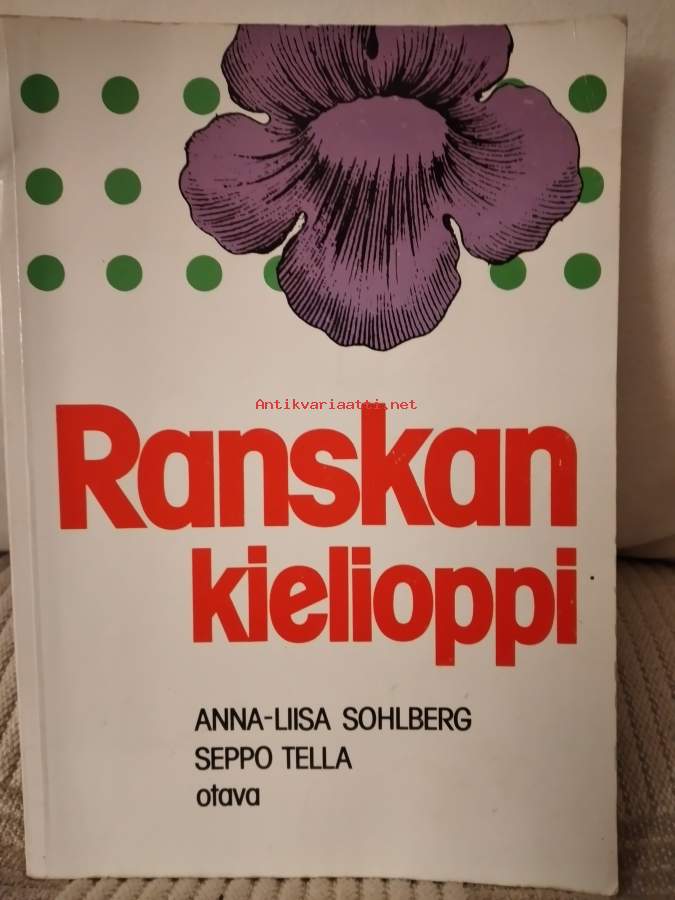 Antikvariaatti.net
Ranskan
kielioppi
ANNA-LIISA SOHLBERG
SEPPO TELLA
otava